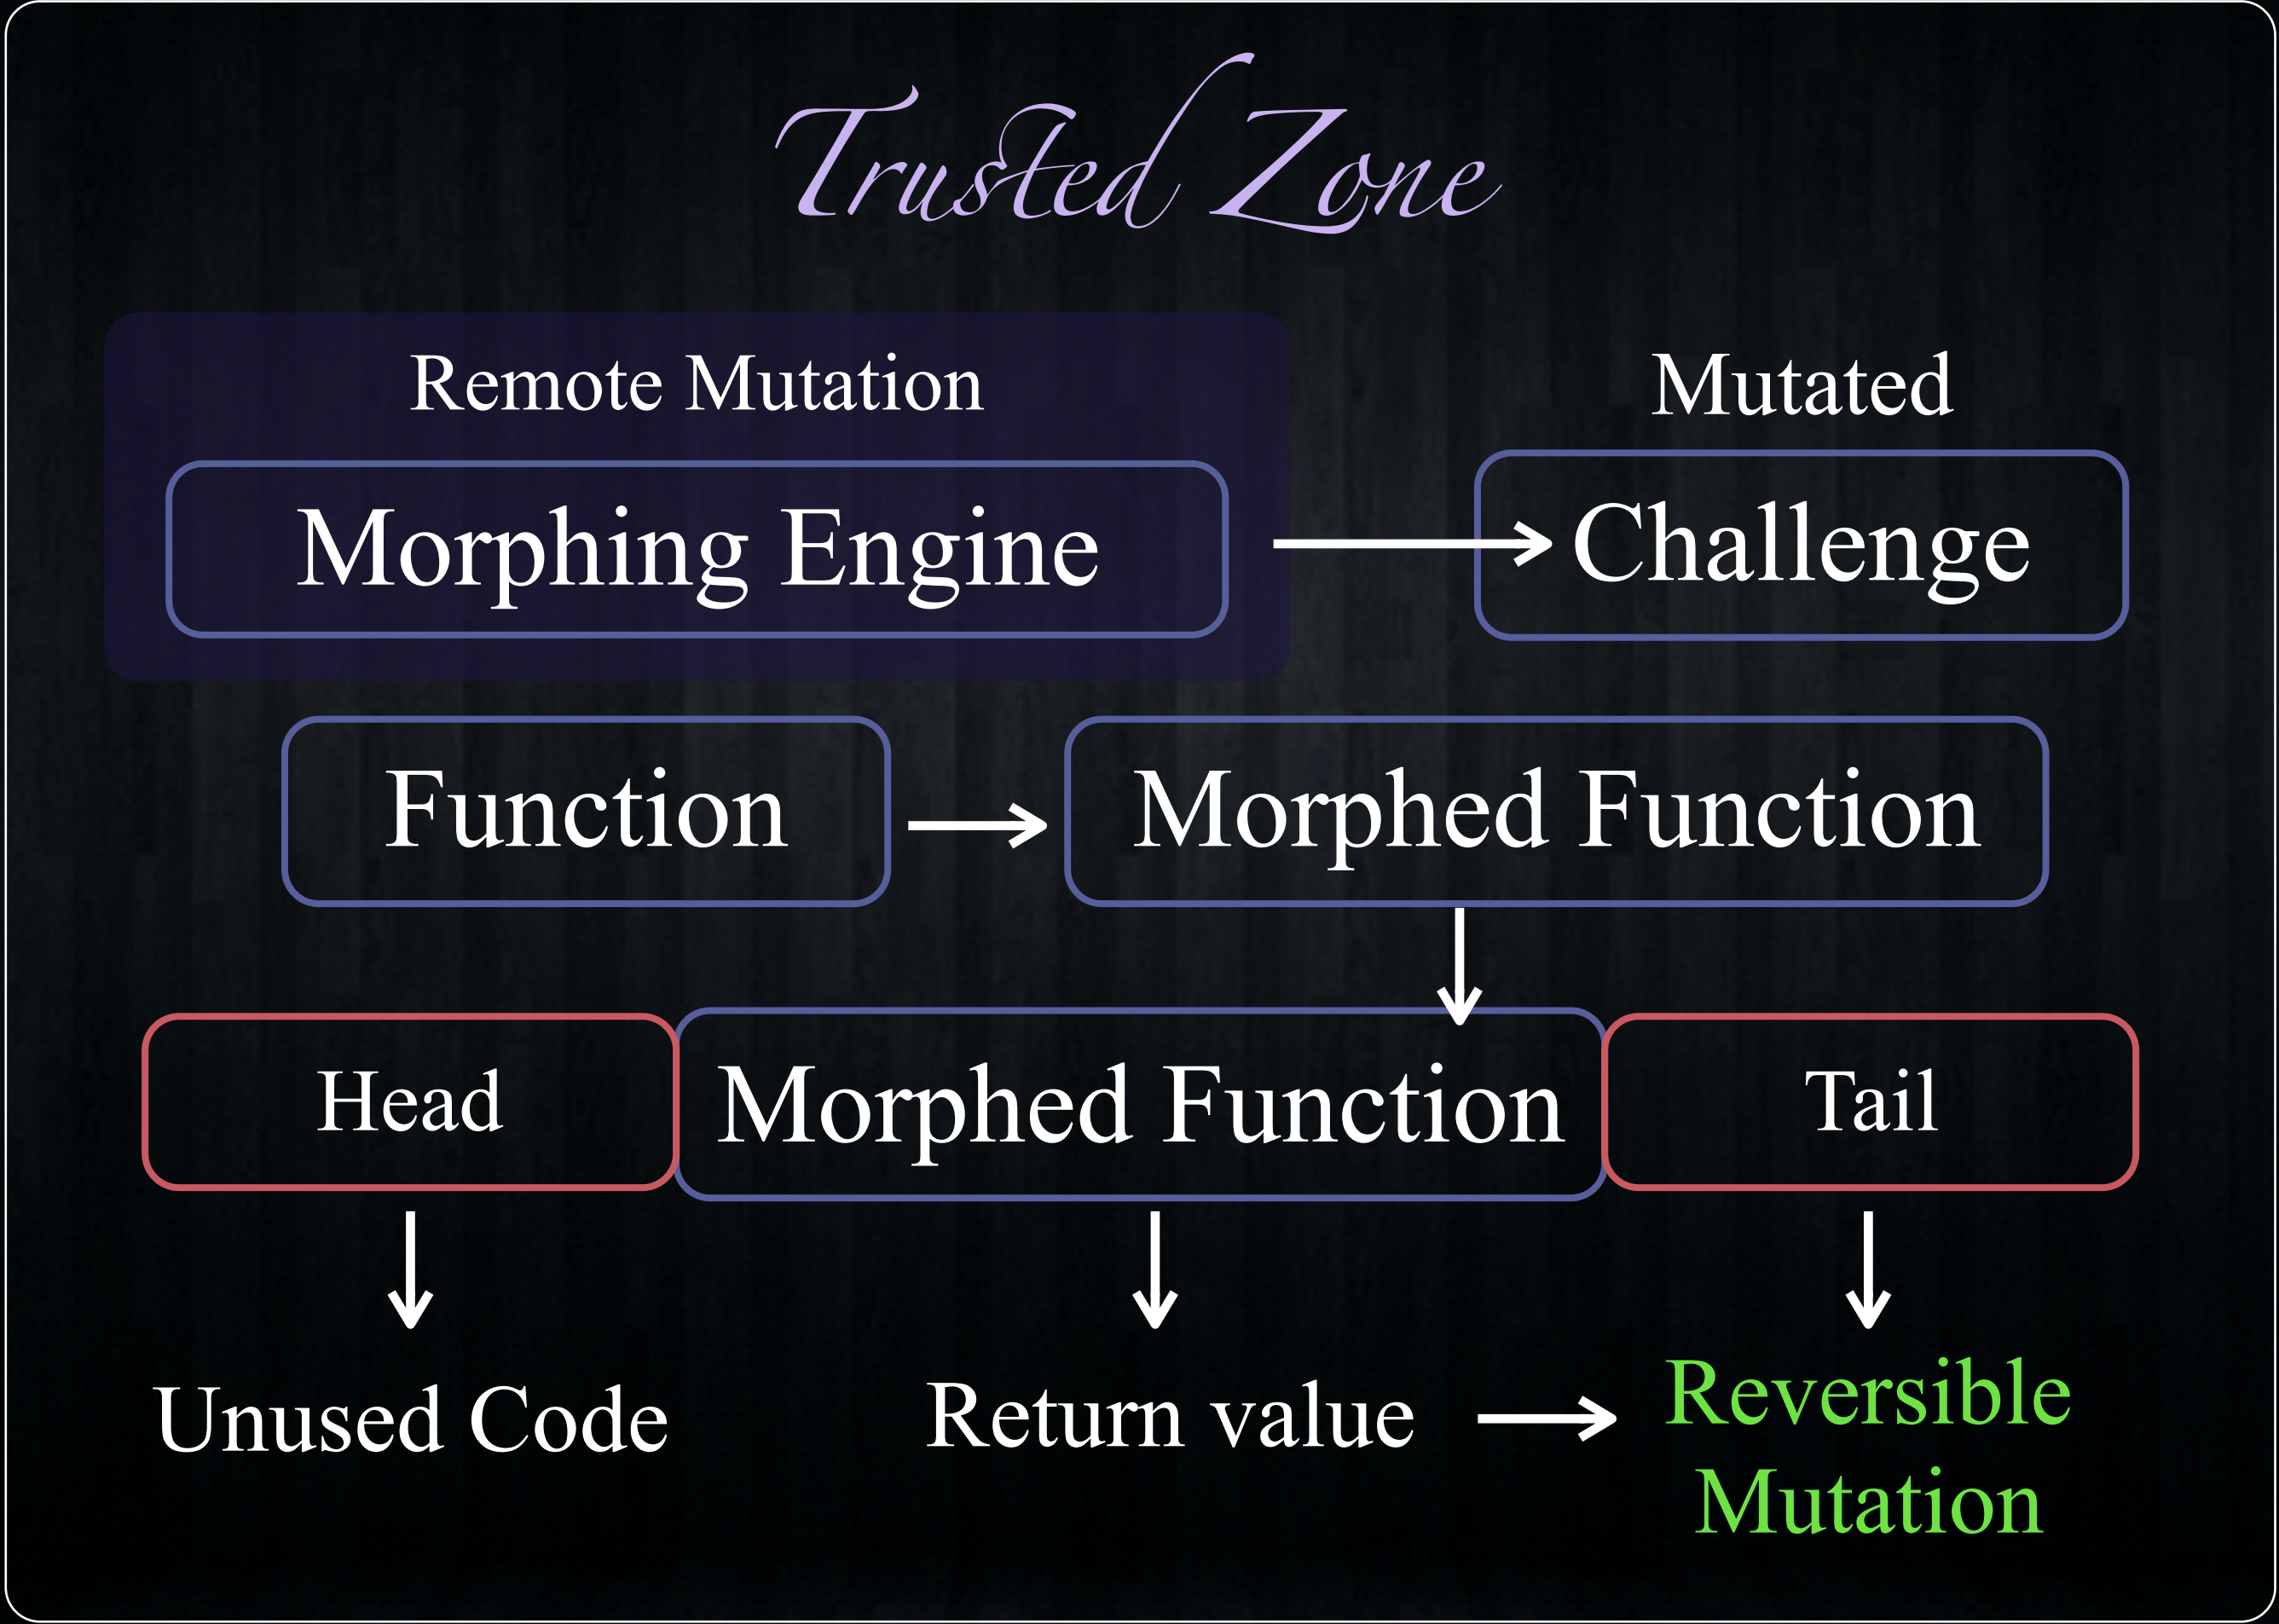 Trusted Zone
Remote Mutation
Mutated
Morphing Engine
Challenge
Function
Morphed Function
Head
Morphed Function
Tail
Unused Code
Return value
Reversible
Mutation